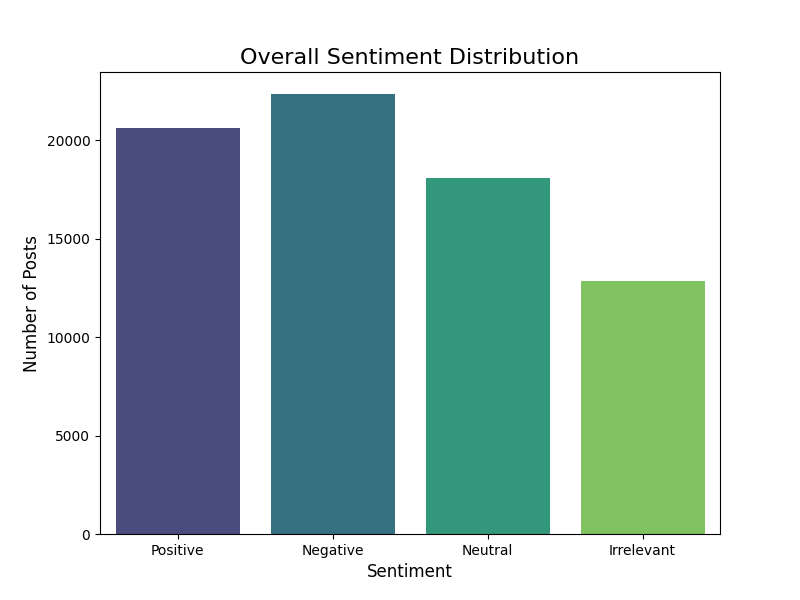 Overall Sentiment Distribution
Number of Posts
20000
15000
10000
5000
0
Positive Negative Neutral Irrelevant
Sentiment